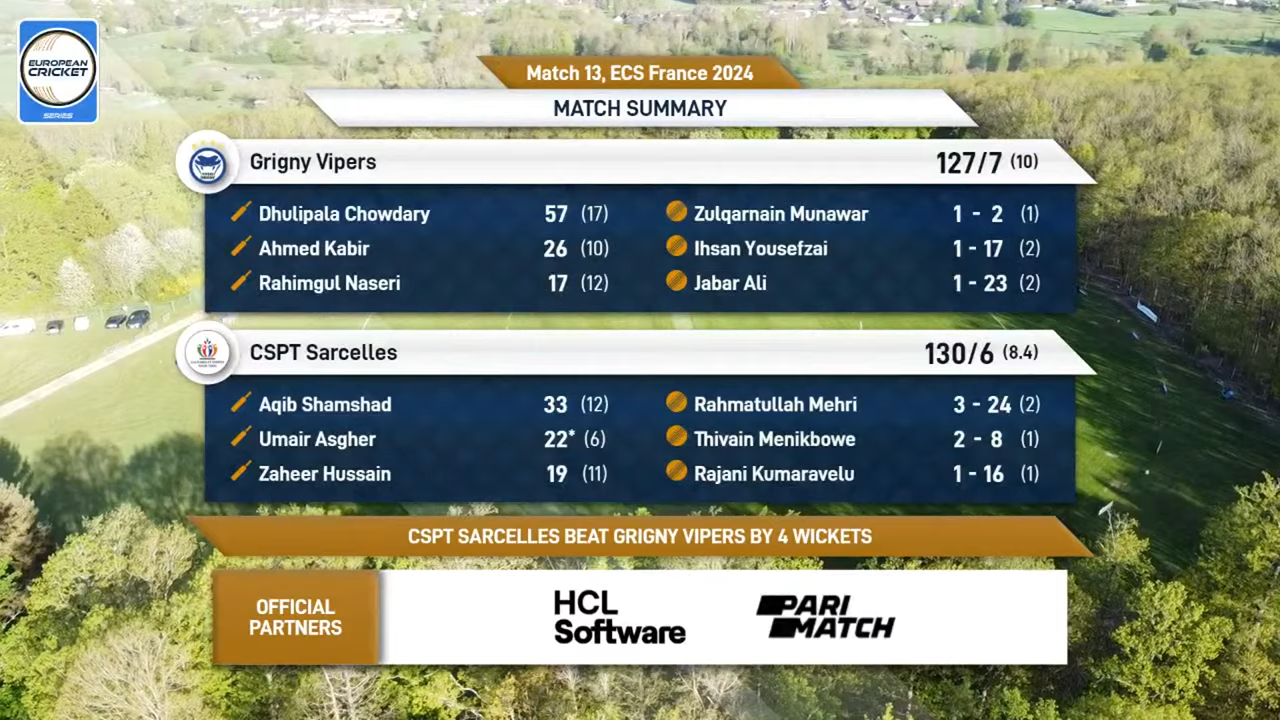 EUROPEAN
CRICKET
SERIES
Match 13, ECS France 2024
MATCH SUMMARY
Grigny Vipers 127/7 (10)
Dhulipala Chowdary 57 (17) Zulqarnain Munawar 1 - 2 (1)
Ahmed Kabir 26 (10) Ihsan Yousefzai 1 - 17 (2)
Rahimgul Naseri 17 (12) Jabar Ali 1 - 23 (2)
CSPT Sarcelles 130/6 (8.4)
Aqib Shamshad 33 (12) Rahmatullah Mehri 3 - 24 (2)
Umair Asgher 22* (6) Thivain Menikbowe 2 - 8 (1)
Zaheer Hussain 19 (11) Rajani Kumaravelu 1 - 16 (1)
CSPT SARCELLES BEAT GRIGNY VIPERS BY 4 WICKETS
OFFICIAL
PARTNERS
HCL
Software
PARI
MATCH